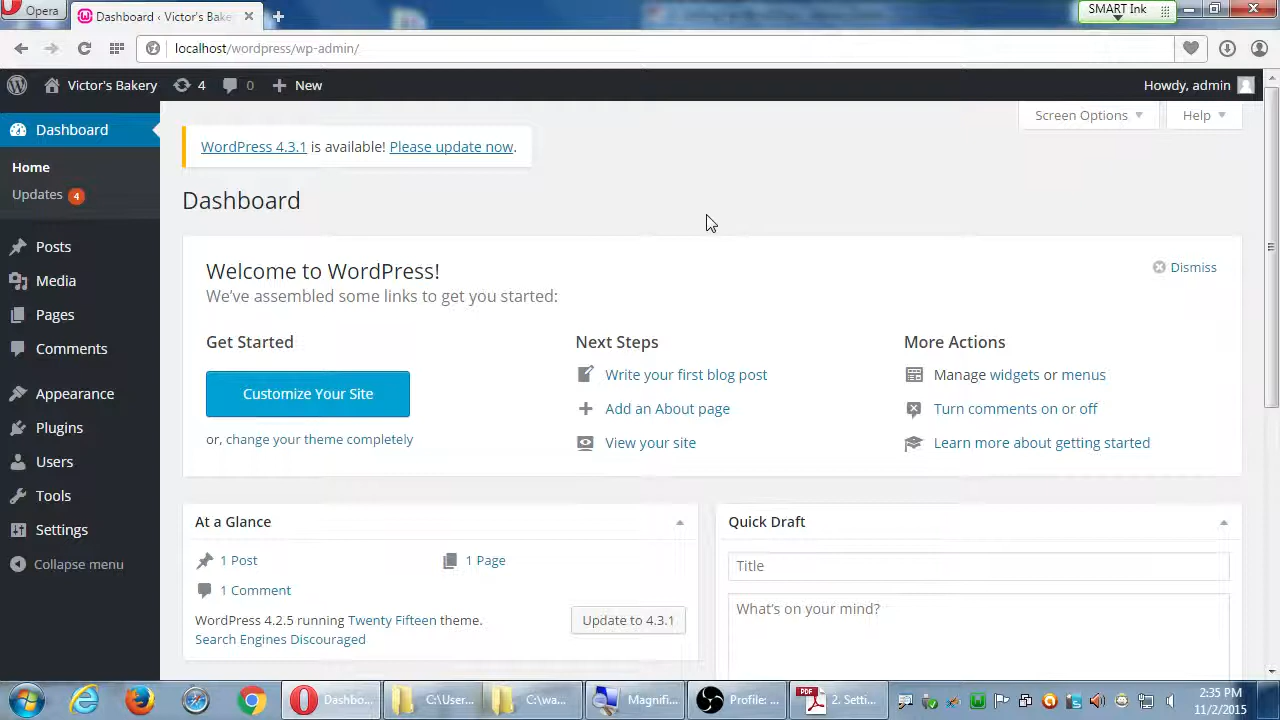 Opera
Dashboard ‹ Victor's Bake
SMART Ink
localhost/wordpress/wp-admin/
Victor's Bakery
4
0
New
Howdy, admin
Dashboard
Home
Updates 4
Posts
Media
Pages
Comments
Appearance
Plugins
Users
Tools
Settings
Collapse menu
Screen Options
Help
WordPress 4.3.1 is available! Please update now.
Dashboard
Welcome to WordPress!
We've assembled some links to get you started:
Dismiss
Get Started
Customize Your Site
or, change your theme completely
Next Steps
Write your first blog post
Add an About page
View your site
More Actions
Manage widgets or menus
Turn comments on or off
Learn more about getting started
At a Glance
1 Post
1 Page
1 Comment
WordPress 4.2.5 running Twenty Fifteen theme.
Update to 4.3.1
Search Engines Discouraged
Quick Draft
Title
What's on your mind?
Dashbo...
C:\User...
C:\wa...
Magnifi...
Profile: ...
PDF
2. Setti...
2:35 PM
11/2/2015